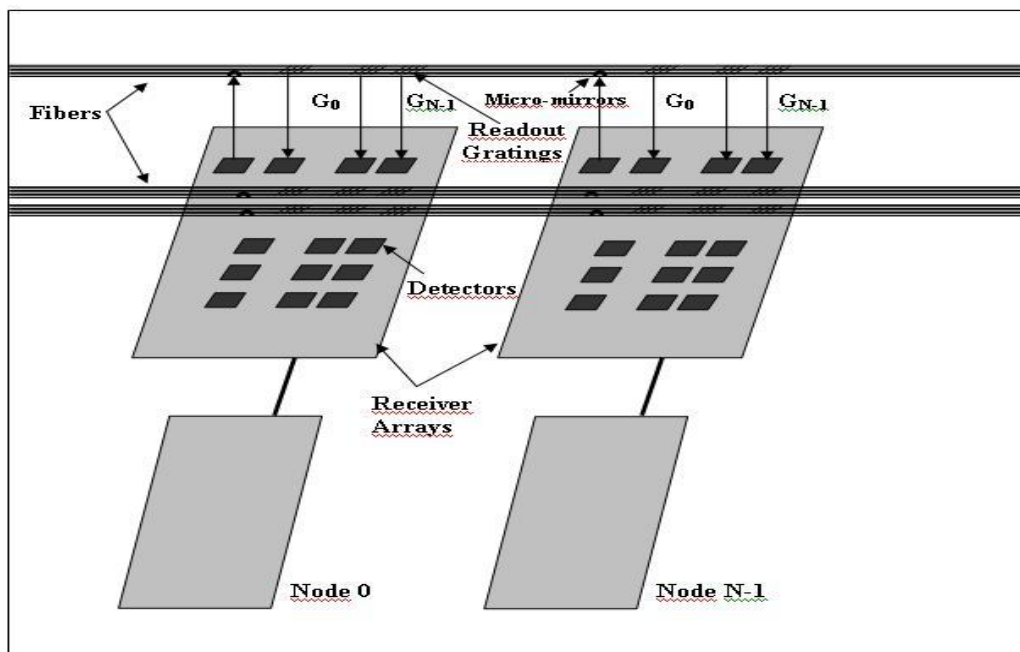 Fibers
G0
GN-1
Micro-mirrors
G0
GN-1
Readout
Gratings
Detectors
Receiver
Arrays
Node 0
Node N-1